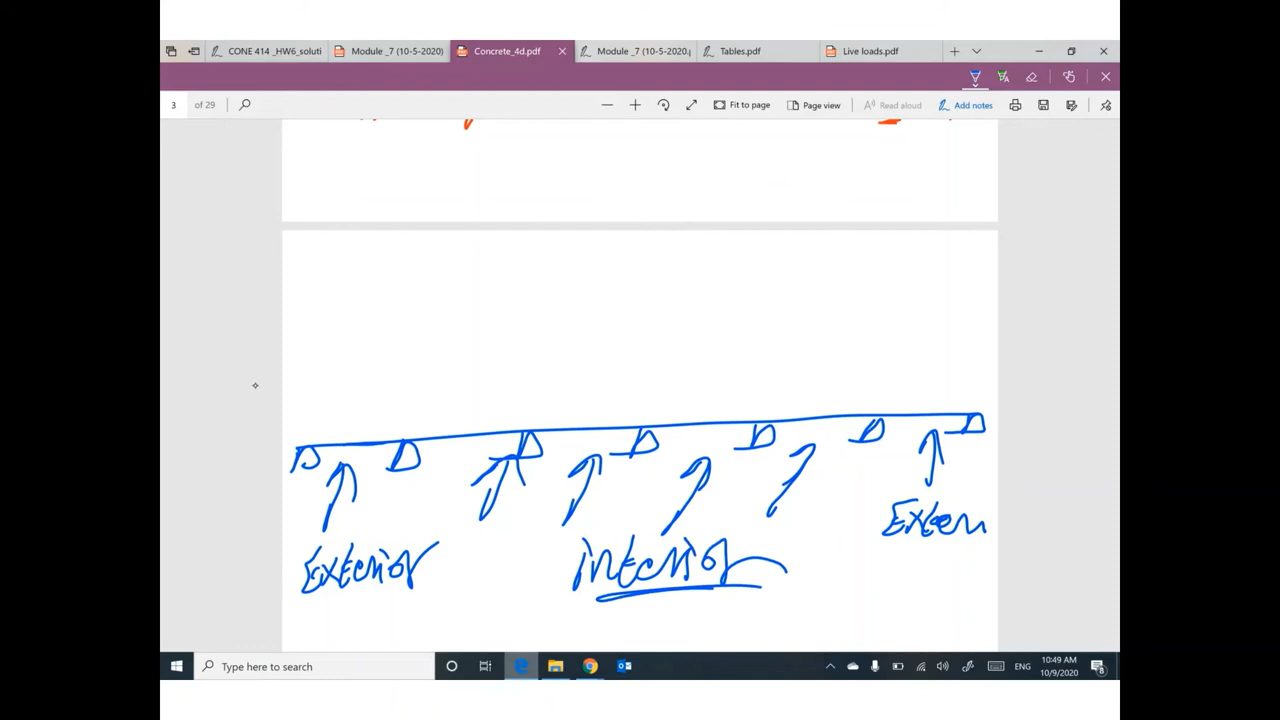 CONE 414 _HW6_soluti
Module _7 (10-5-2020)
Concrete_4d.pdf
Module _7 (10-5-2020.p
Tables.pdf
Live loads.pdf
3 of 29
Fit to page
Page view
Read aloud
Add notes
Exterior
interior
Exteri
Type here to search
ENG
10:49 AM
10/9/2020
8